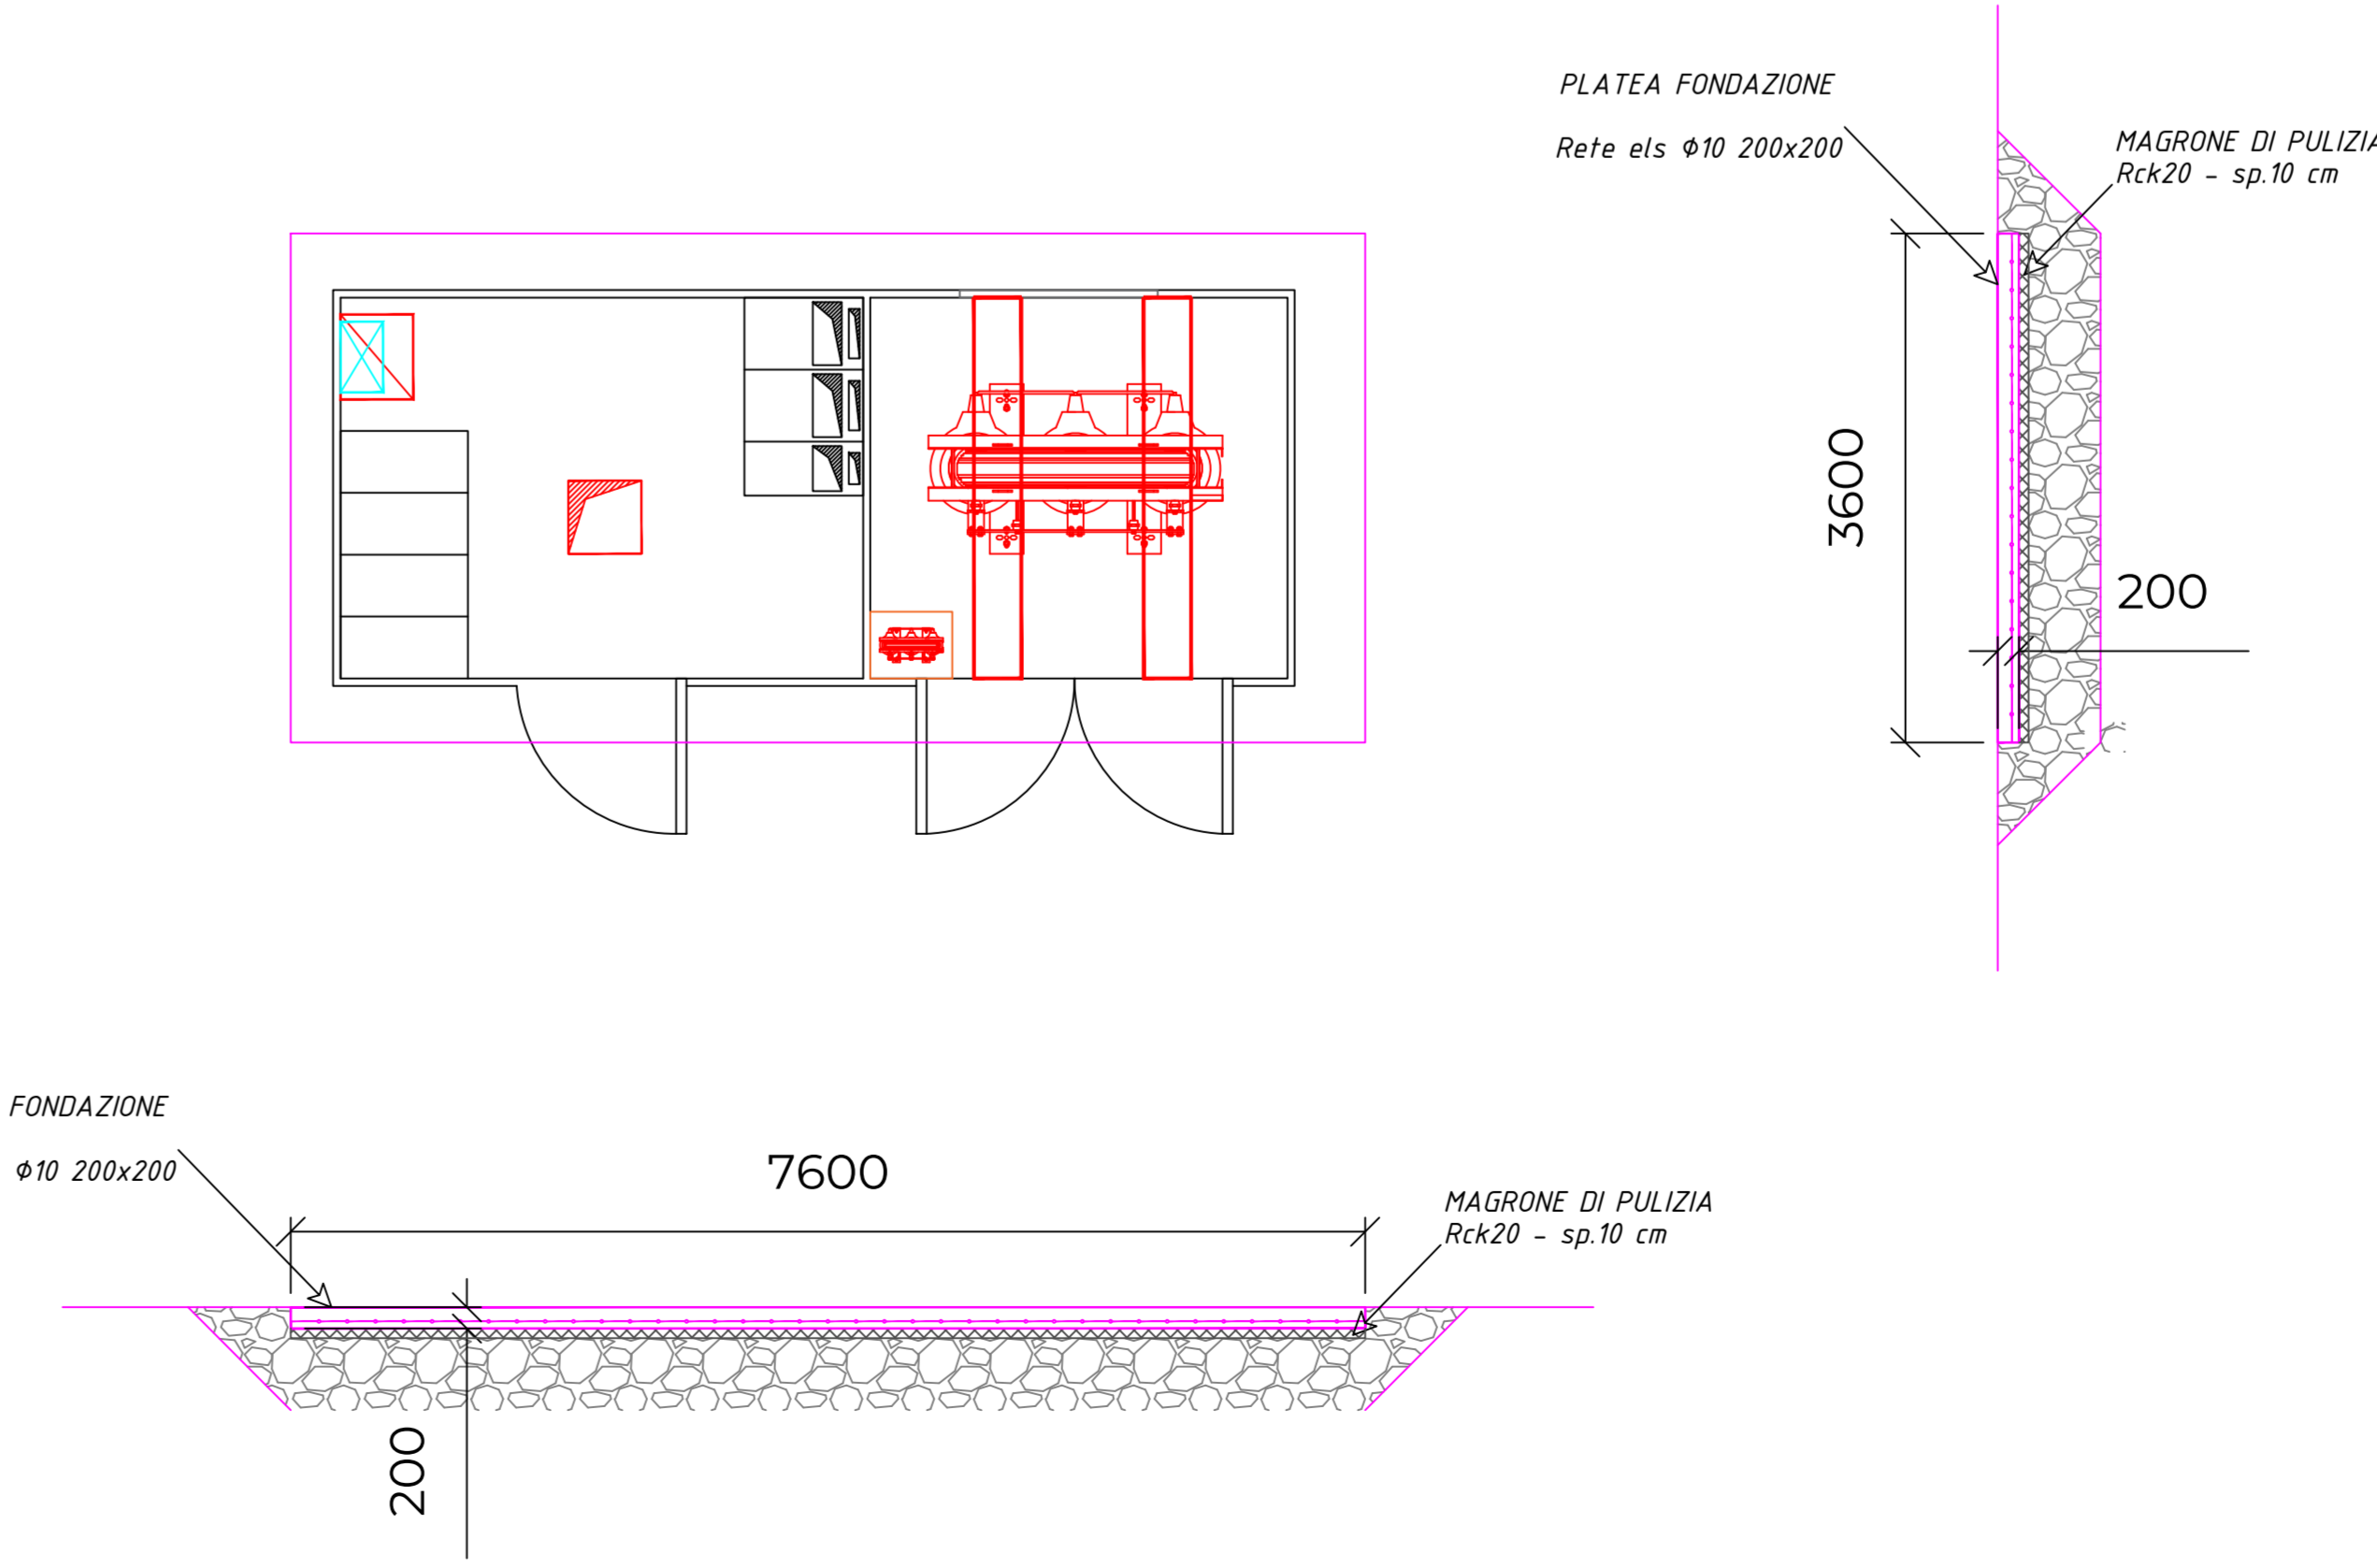 PLATEA FONDAZIONE
Rete els Φ10 200x200
MAGRONE DI PULIZIA
Rck20 - sp.10 cm
3600
200
FONDAZIONE
Φ10 200x200
7600
MAGRONE DI PULIZIA
Rck20 - sp.10 cm
200